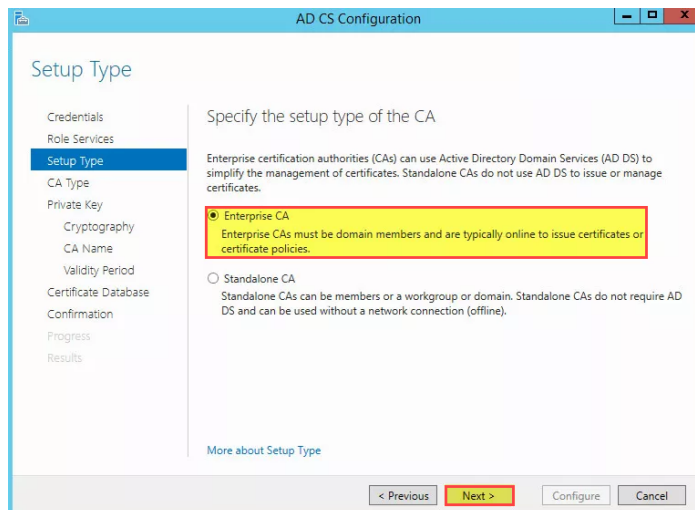 AD CS Configuration
X
Setup Type
Credentials
Role Services
Setup Type
CA Type
Private Key
Cryptography
CA Name
Validity Period
Certificate Database
Confirmation
Progress
Results
Specify the setup type of the CA
Enterprise certification authorities (CAs) can use Active Directory Domain Services (AD DS) to
simplify the management of certificates. Standalone CAs do not use AD DS to issue or manage
certificates.
Enterprise CA
Enterprise CAs must be domain members and are typically online to issue certificates or
certificate policies.
Standalone CA
Standalone CAs can be members or a workgroup or domain. Standalone CAs do not require AD
DS and can be used without a network connection (offline).
More about Setup Type
< Previous
Next >
Configure
Cancel